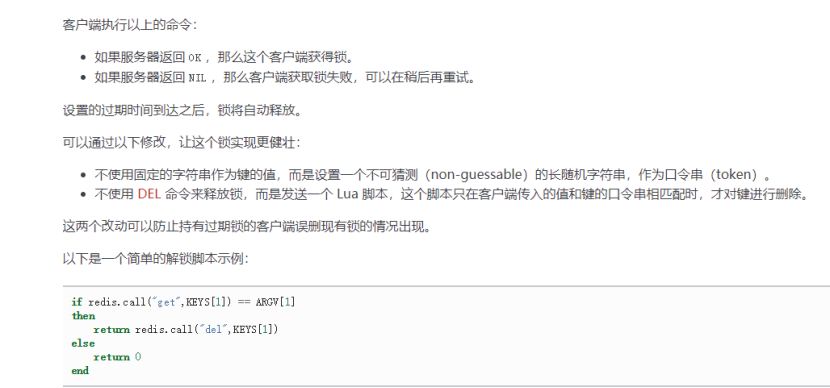 客户端执行以上的命令：
如果服务器返回 OK ，那么这个客户端获得锁。
如果服务器返回 NIL ，那么客户端获取锁失败，可以在稍后再重试。
设置的过期时间到达之后，锁将自动释放。
可以通过以下修改，让这个锁实现更健壮：
不使用固定的字符串作为键的值，而是设置一个不可猜测（non-guessable）的长随机字符串，作为口令串（token）。
不使用 DEL 命令来释放锁，而是发送一个 Lua 脚本，这个脚本只在客户端传入的值和键的口令串相匹配时，才对键进行删除。
这两个改动可以防止持有过期锁的客户端误删现有锁的情况出现。
以下是一个简单的解锁脚本示例：
if redis.call("get",KEYS[1]) == ARGV[1]
then
    return redis.call("del",KEYS[1])
else
    return 0
end